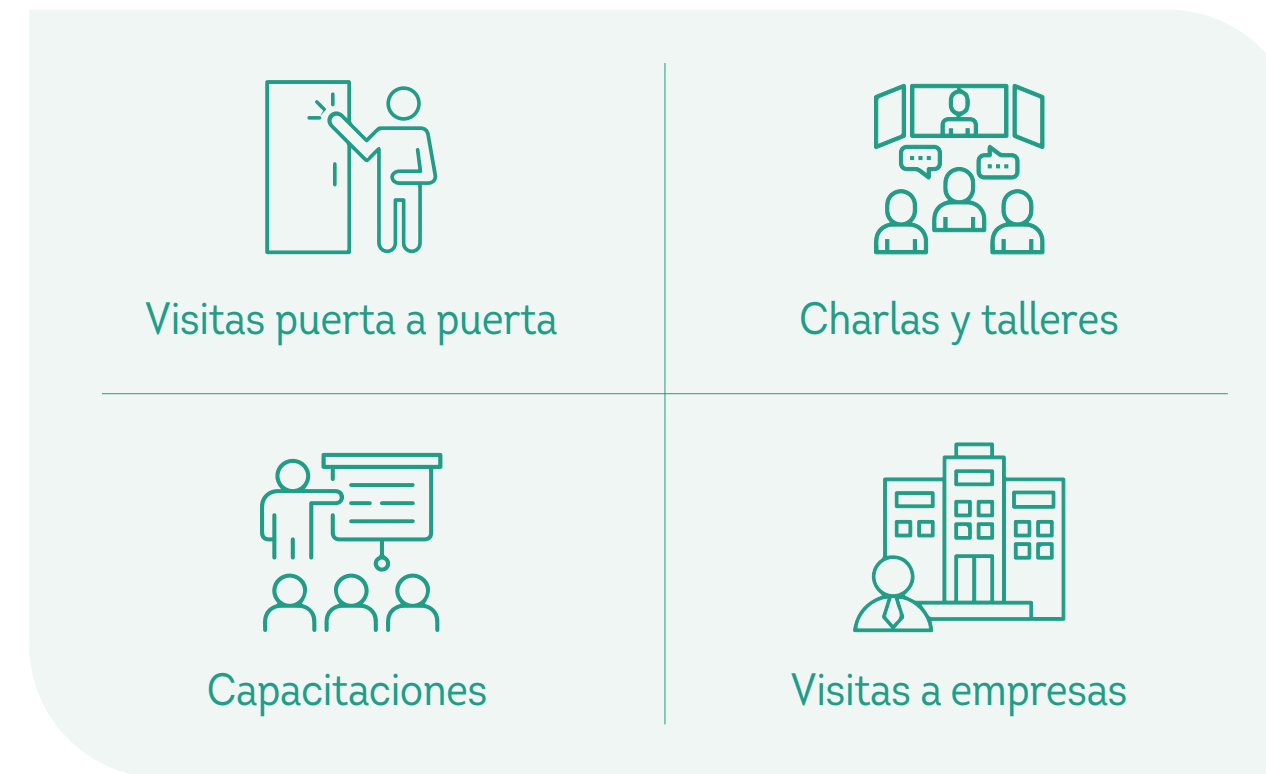 Visitas puerta a puerta
Charlas y talleres
Capacitaciones
Visitas a empresas